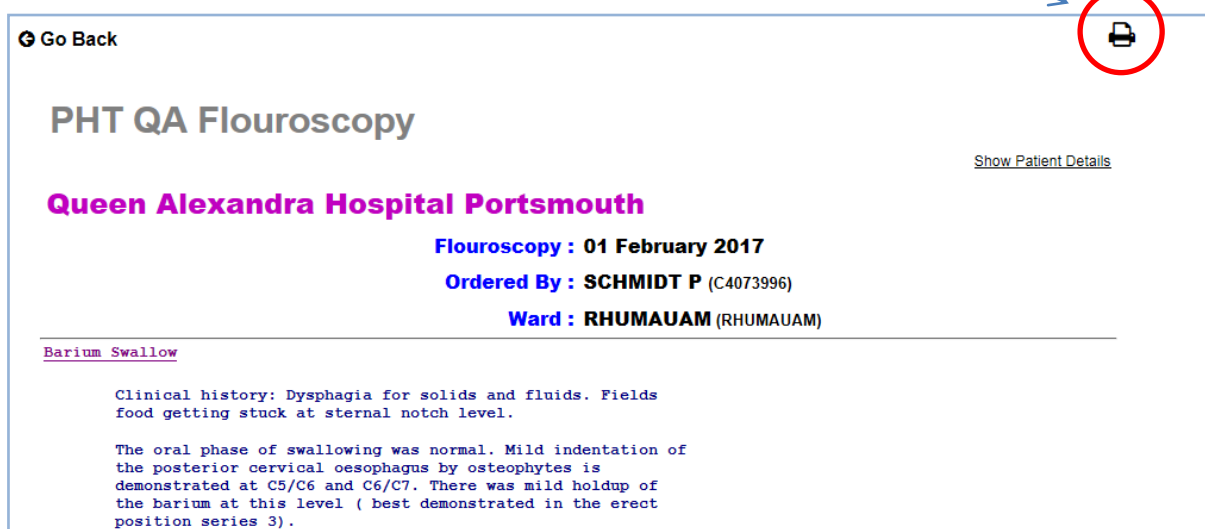 Go Back
PHT QA Flouroscopy
Show Patient Details
Queen Alexandra Hospital Portsmouth
Flouroscopy : 01 February 2017
Ordered By : SCHMIDT P (C4073996)
Ward : RHUMAUAM (RHUMAUAM)
Barium Swallow
Clinical history: Dysphagia for solids and fluids. Fields
food getting stuck at sternal notch level.
The oral phase of swallowing was normal. Mild indentation of
the posterior cervical oesophagus by osteophytes is
demonstrated at C5/C6 and C6/C7. There was mild holdup of
the barium at this level ( best demonstrated in the erect
position series 3).